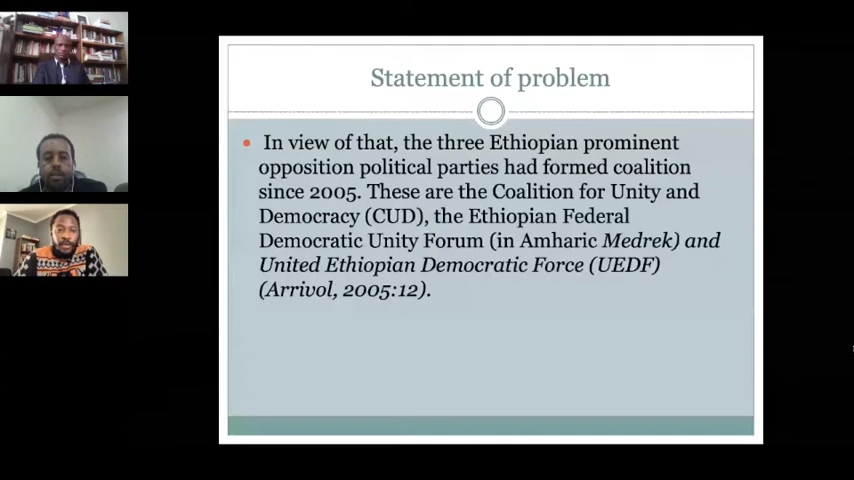 Statement of problem
In view of that, the three Ethiopian prominent
opposition political parties had formed coalition
since 2005. These are the Coalition for Unity and
Democracy (CUD), the Ethiopian Federal
Democratic Unity Forum (in Amharic Medrek) and
United Ethiopian Democratic Force (UEDF)
(Arrivol, 2005:12).